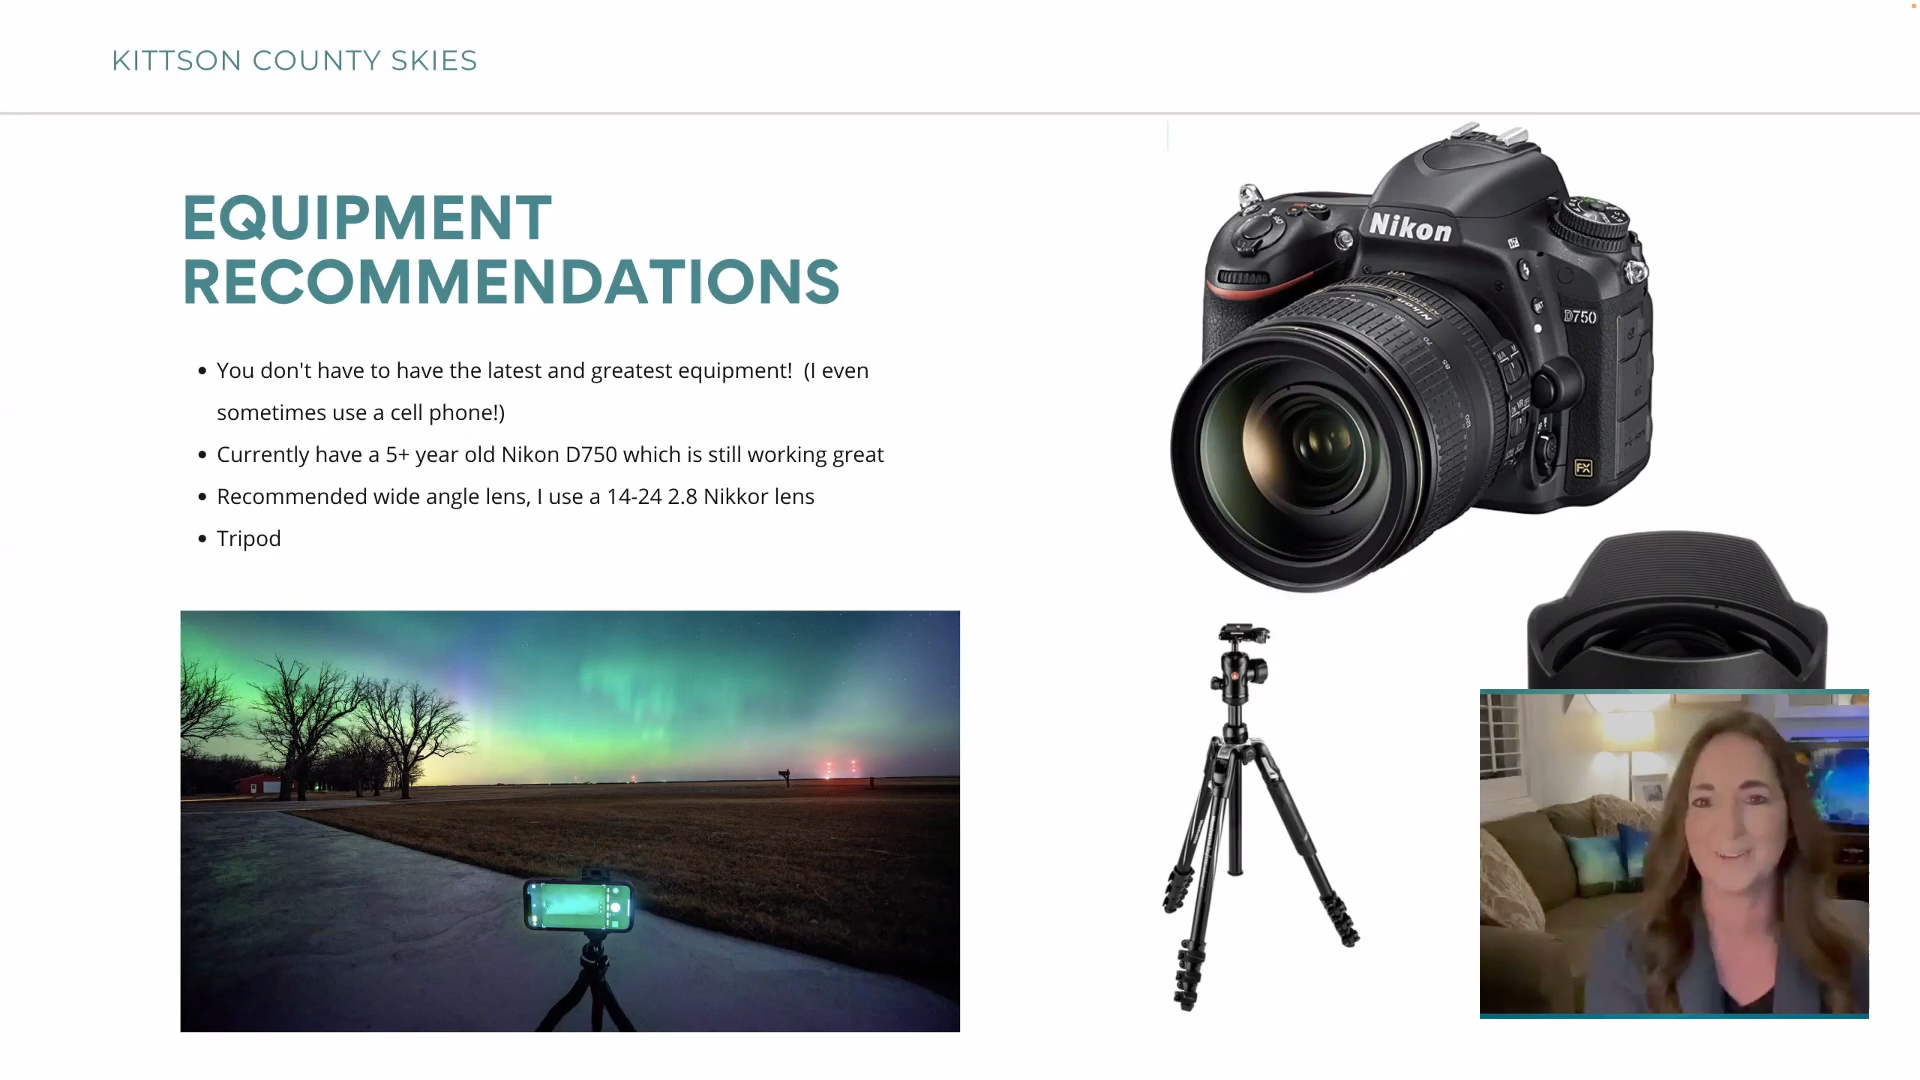 KITTSON COUNTY SKIES
EQUIPMENT
RECOMMENDATIONS
• You don't have to have the latest and greatest equipment!  (I even
sometimes use a cell phone!)
• Currently have a 5+ year old Nikon D750 which is still working great
• Recommended wide angle lens, I use a 14-24 2.8 Nikkor lens
• Tripod
Nikon
D750
FX